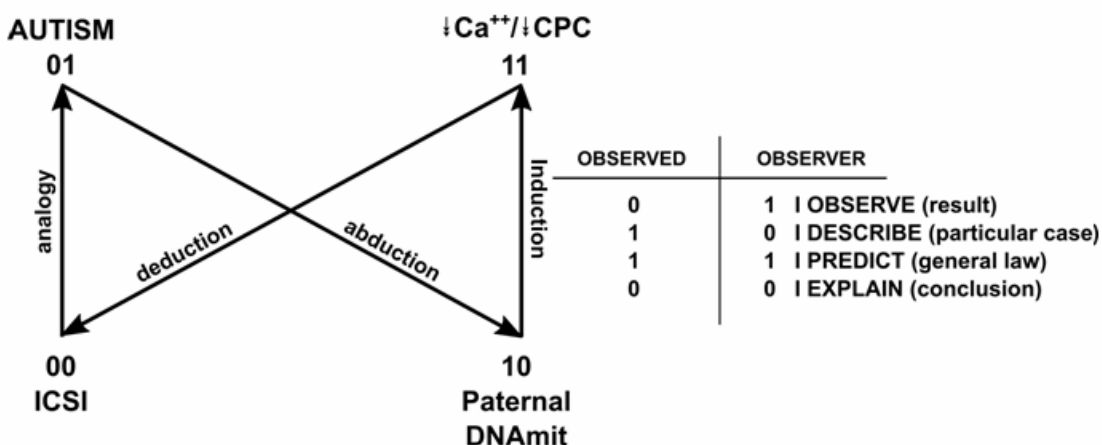 AUTISM
01
⇃Ca⁺⁺/⇃CPC
11
analogy
deduction
abduction
Induction
00
ICSI
10
Paternal
DNAmit
OBSERVED OBSERVER
0 1 I OBSERVE (result)
1 0 I DESCRIBE (particular case)
1 1 I PREDICT (general law)
0 0 I EXPLAIN (conclusion)